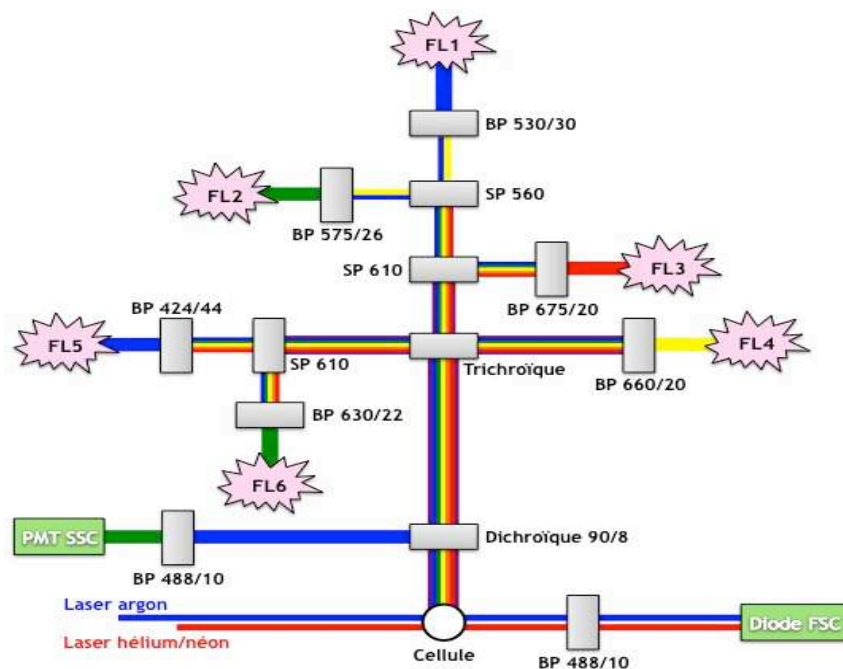 FL1
BP 530/30
FL2
SP 560
BP 575/26
SP 610
FL3
BP 675/20
BP 424/44
FL5
SP 610
Trichroïque
FL4
BP 660/20
BP 630/22
FL6
PMT SSC
Dichroïque 90/8
BP 488/10
Laser argon
Laser hélium/néon
Diode FSC
Cellule
BP 488/10